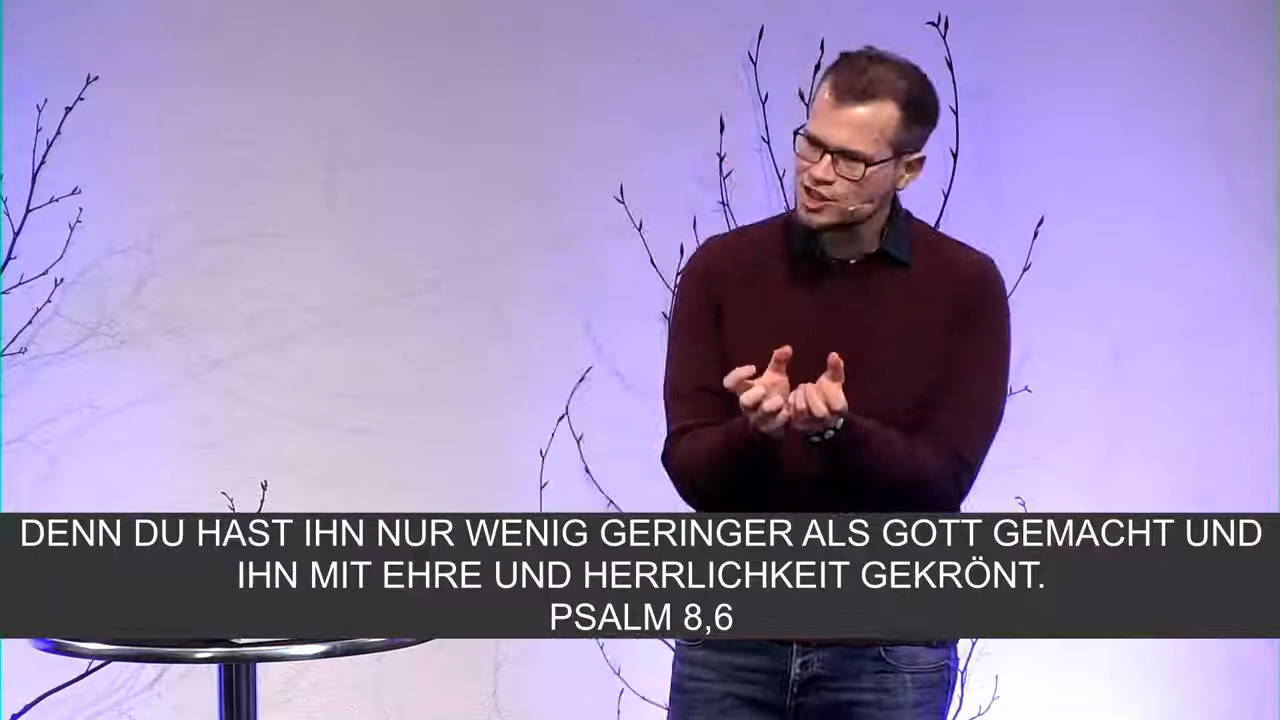 DENN DU HAST IHN NUR WENIG GERINGER ALS GOTT GEMACHT UND
IHN MIT EHRE UND HERRLICHKEIT GEKRÖNT.
PSALM 8,6